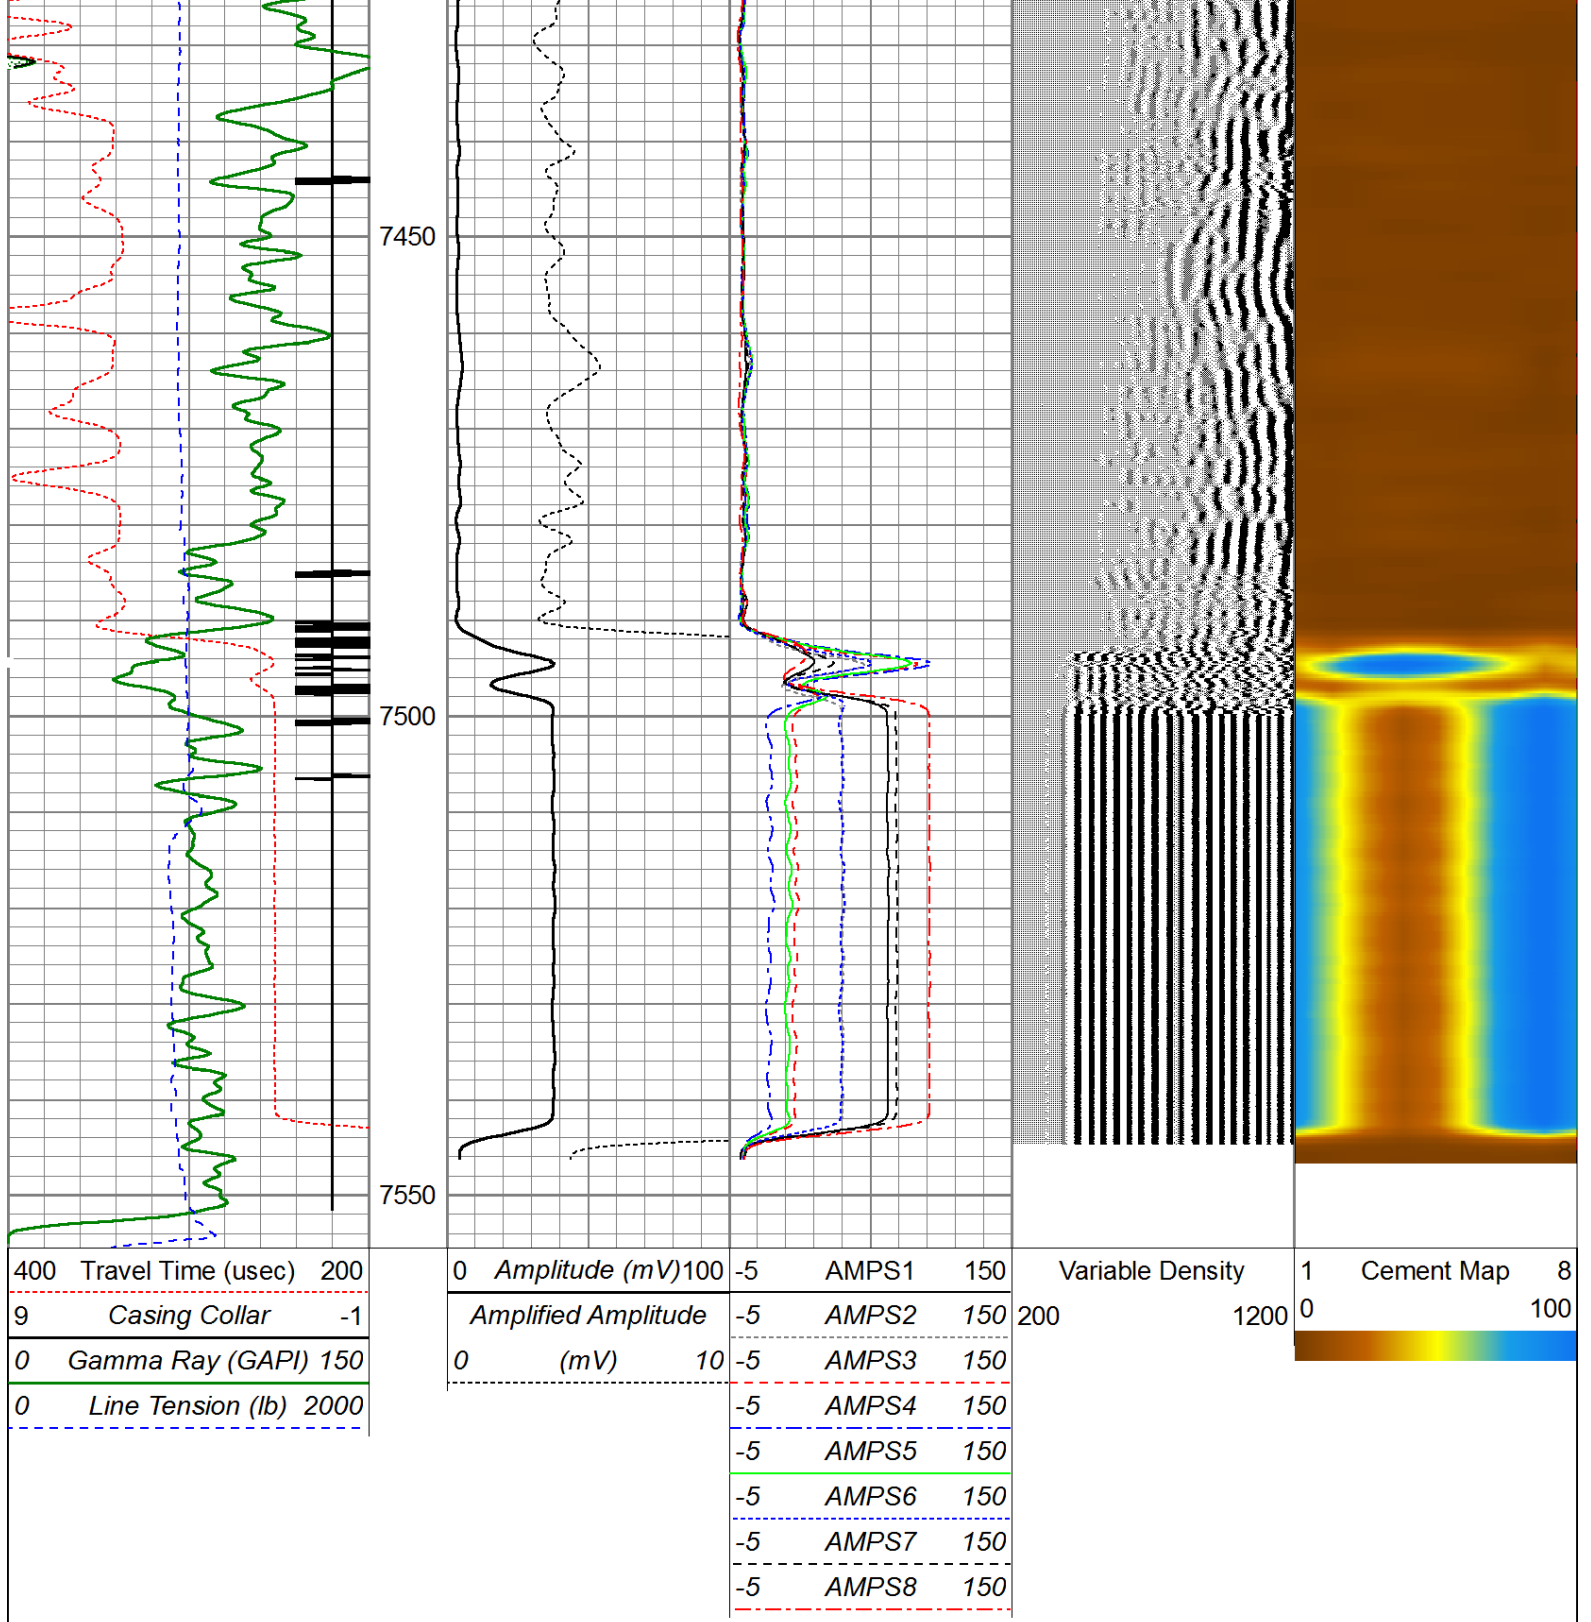 7450
7500
7550
400 Travel Time (usec) 200
9 Casing Collar -1
0 Gamma Ray (GAPI) 150
0 Line Tension (lb) 2000
0 Amplitude (mV) 100
Amplified Amplitude
0 (mV) 10
-5 AMPS1 150
-5 AMPS2 150
-5 AMPS3 150
-5 AMPS4 150
-5 AMPS5 150
-5 AMPS6 150
-5 AMPS7 150
-5 AMPS8 150
Variable Density
200 1200
1 Cement Map 8
0 100